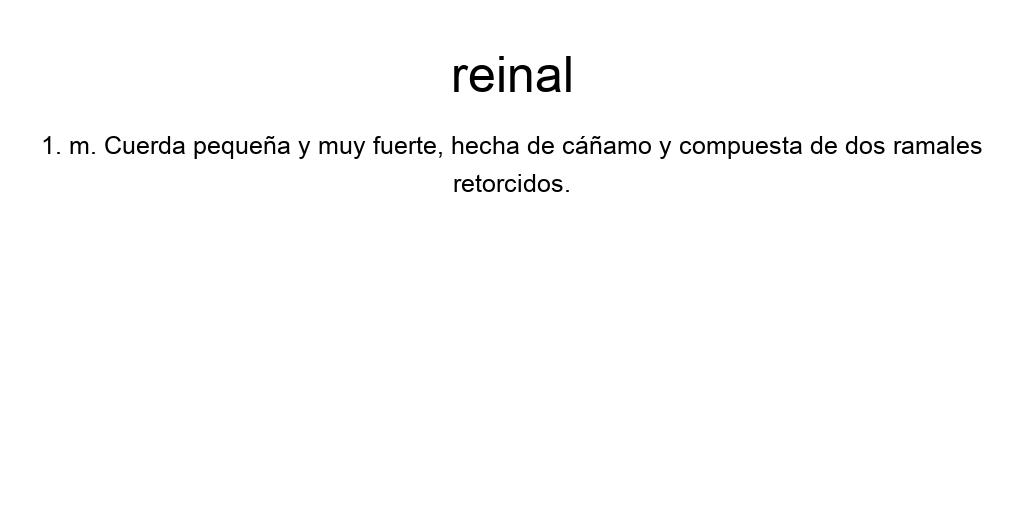 reinal
1. m. Cuerda pequeña y muy fuerte, hecha de cáñamo y compuesta de dos ramales
retorcidos.